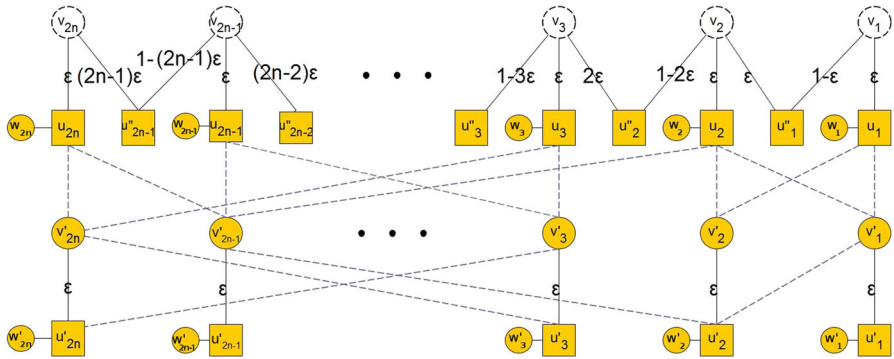 v₂ₙ v₂ₙ₋₁ v₃ v₂ v₁
ε (2n-1)ε 1-(2n-1)ε ε (2n-2)ε • • • 1-3ε ε 2ε 1-2ε ε ε 1-ε ε
w₂ₙ u₂ₙ u"₂ₙ₋₁ w₂ₙ₋₁ u₂ₙ₋₁ u"₂ₙ₋₂ u"₃ w₃ u₃ u"₂ w₂ u₂ u"₁ w₁ u₁
v'₂ₙ v'₂ₙ₋₁ • • • v'₃ v'₂ v'₁
ε ε ε ε ε
w'₂ₙ u'₂ₙ w'₂ₙ₋₁ u'₂ₙ₋₁ w'₃ u'₃ w'₂ u'₂ w'₁ u'₁